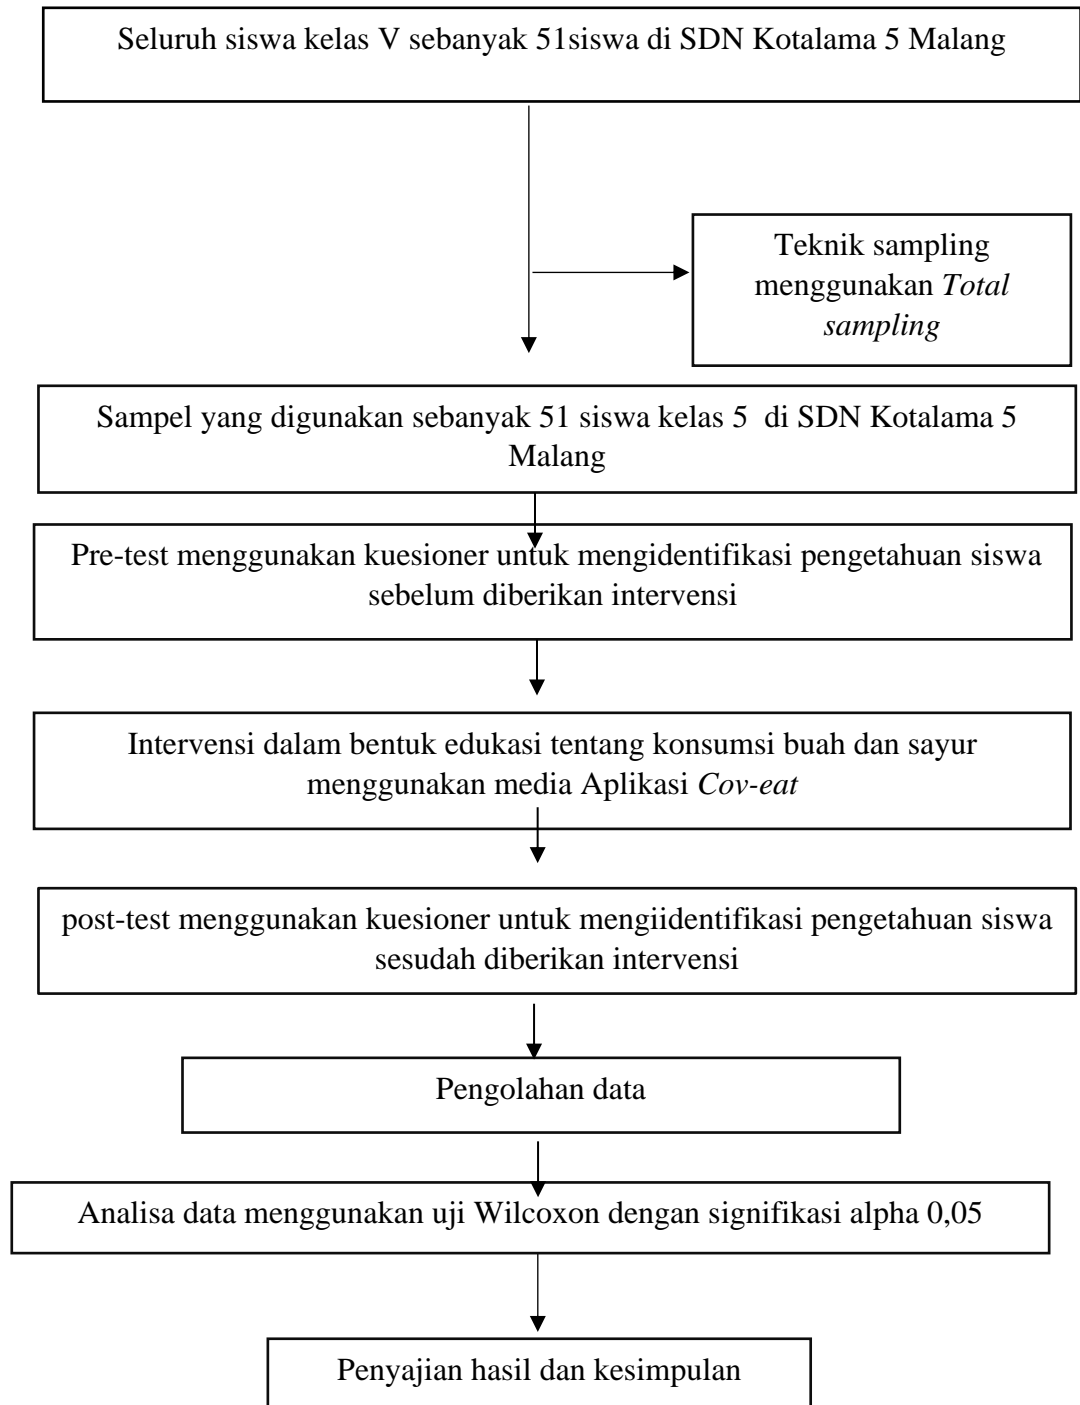 Seluruh siswa kelas V sebanyak 51siswa di SDN Kotalama 5 Malang
Teknik sampling
menggunakan Total
sampling
Sampel yang digunakan sebanyak 51 siswa kelas 5 di SDN Kotalama 5
Malang
Pre-test menggunakan kuesioner untuk mengidentifikasi pengetahuan siswa
sebelum diberikan intervensi
Intervensi dalam bentuk edukasi tentang konsumsi buah dan sayur
menggunakan media Aplikasi Cov-eat
post-test menggunakan kuesioner untuk mengiidentifikasi pengetahuan siswa
sesudah diberikan intervensi
Pengolahan data
Analisa data menggunakan uji Wilcoxon dengan signifikasi alpha 0,05
Penyajian hasil dan kesimpulan